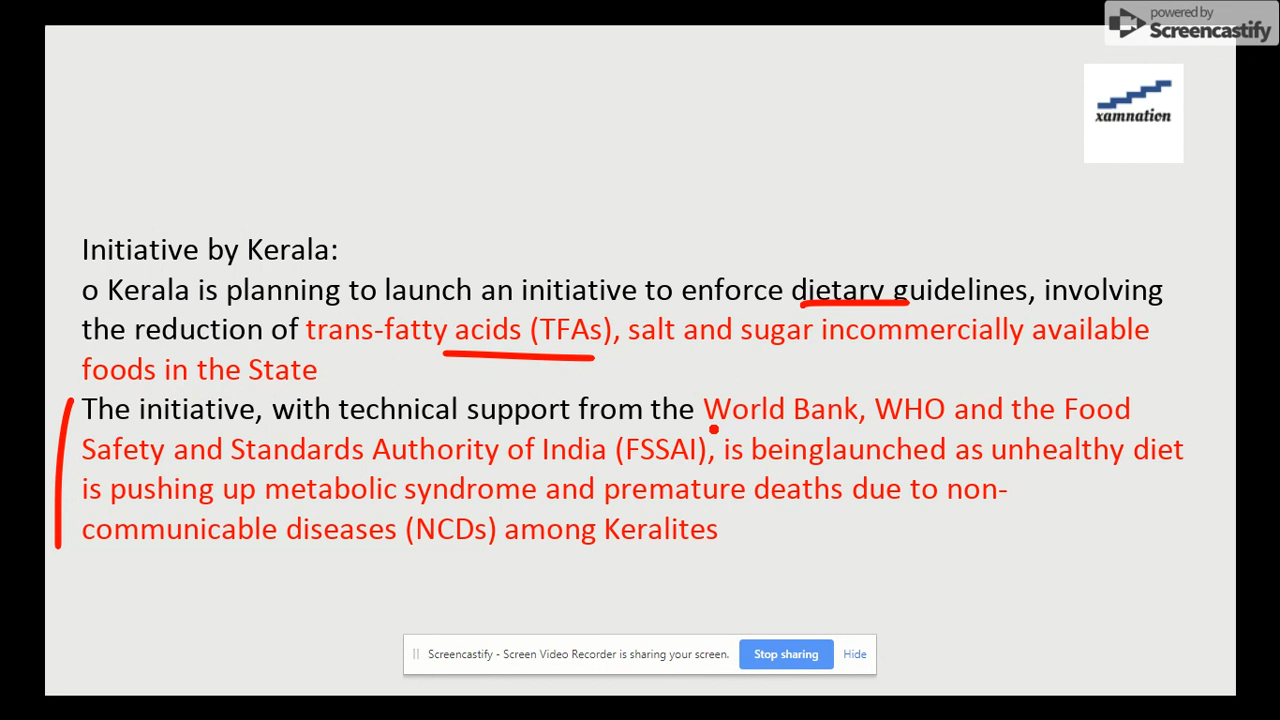 powered by
Screencastify
xamnation
Initiative by Kerala:
o Kerala is planning to launch an initiative to enforce dietary guidelines, involving
the reduction of trans-fatty acids (TFAs), salt and sugar incommercially available
foods in the State
The initiative, with technical support from the World Bank, WHO and the Food
Safety and Standards Authority of India (FSSAI), is beinglaunched as unhealthy diet
is pushing up metabolic syndrome and premature deaths due to non-
communicable diseases (NCDs) among Keralites
Screencastify - Screen Video Recorder is sharing your screen. Stop sharing Hide